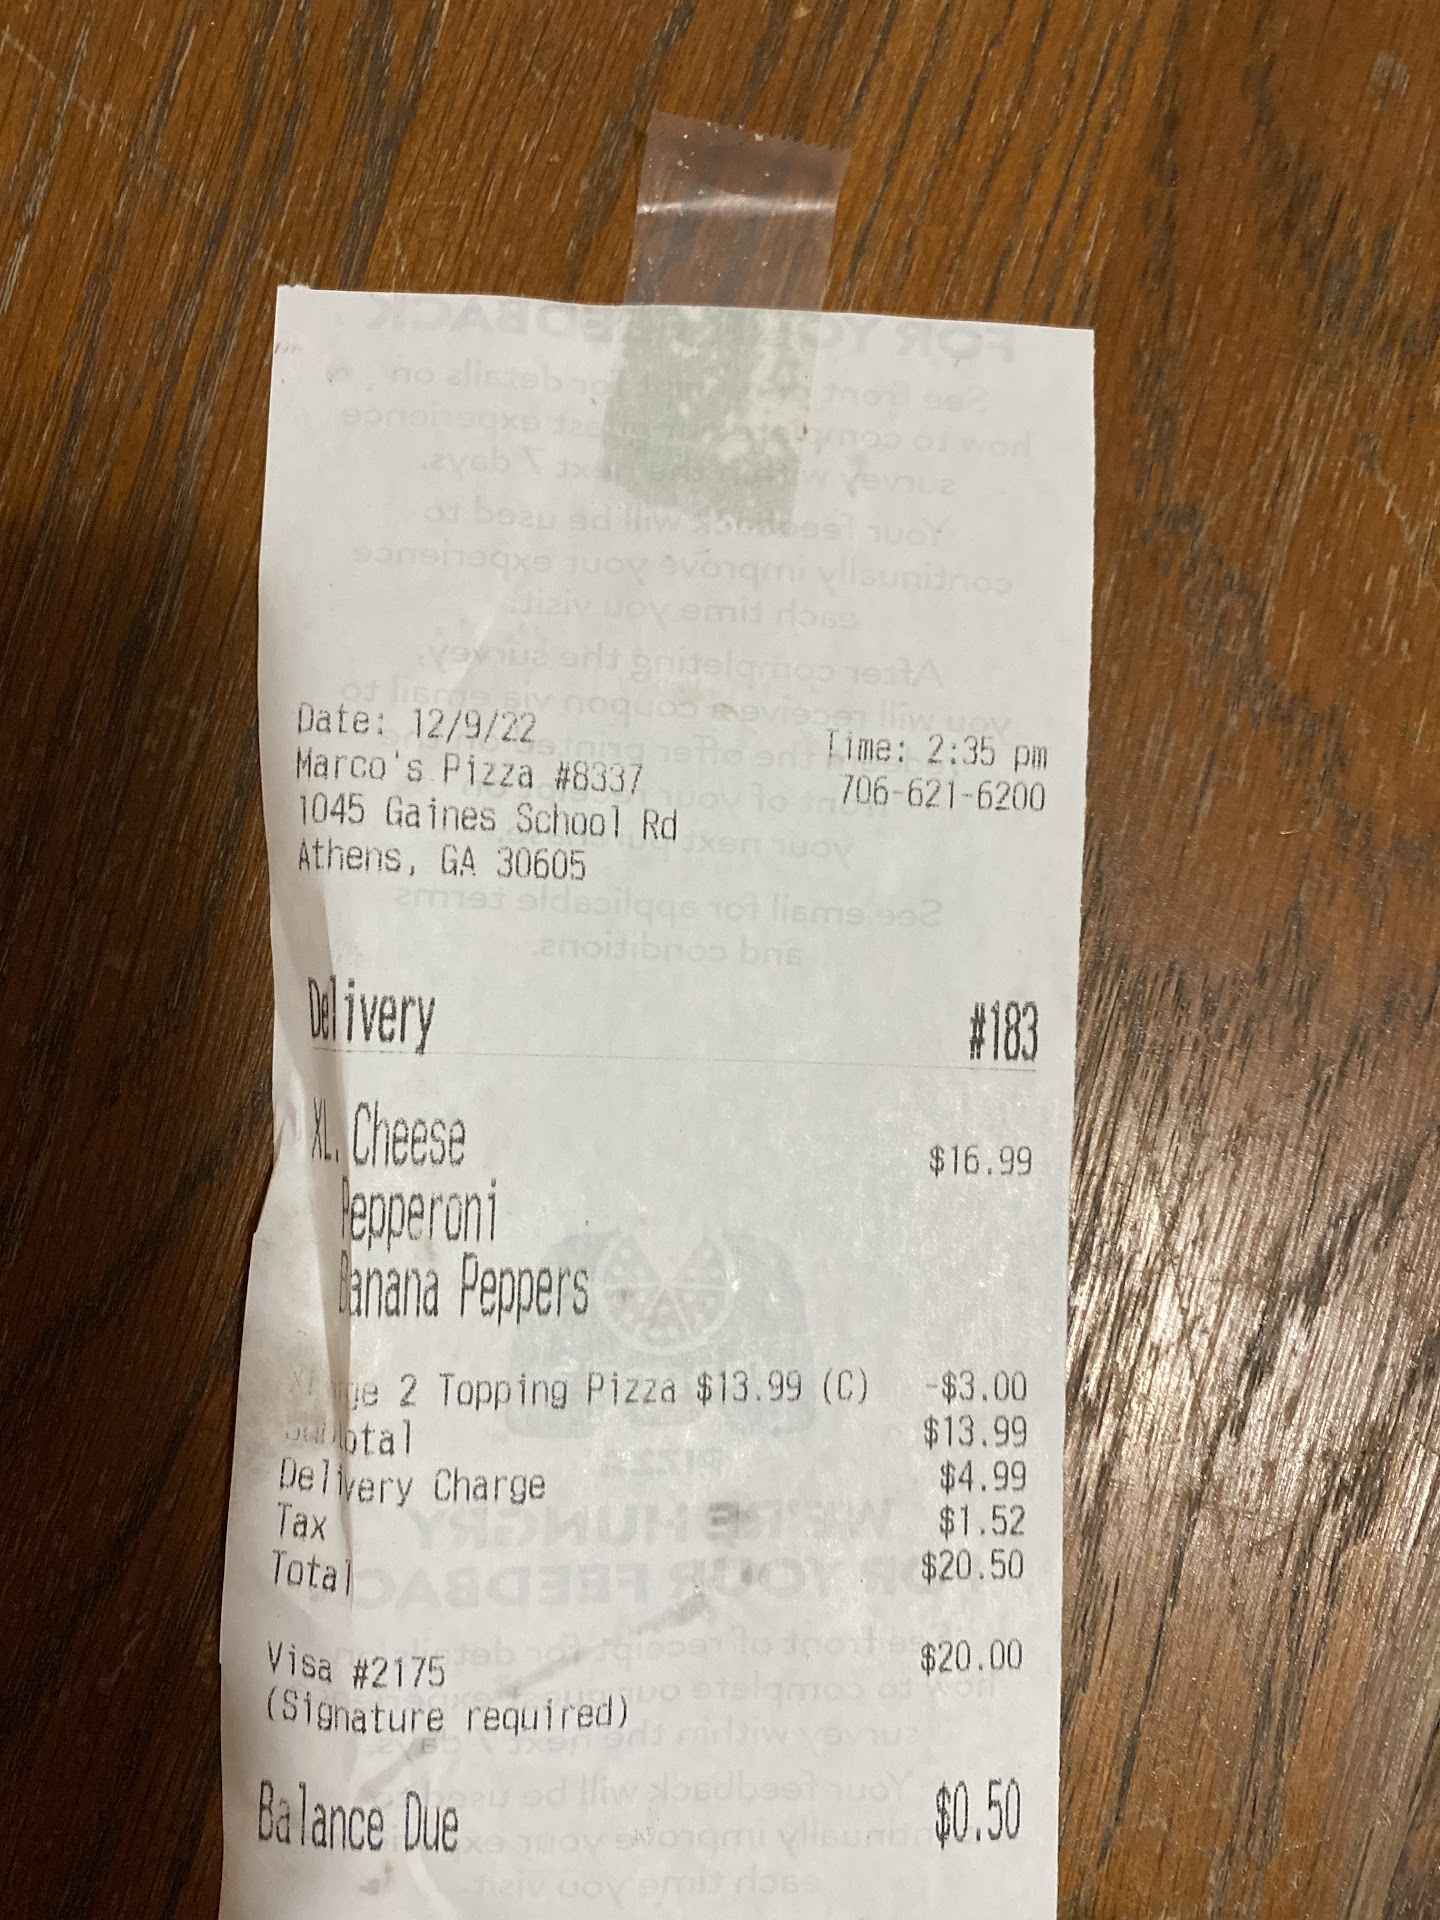 Date: 12/9/22 Time: 2:35 pm
Marco's Pizza #8337 706-621-6200
1045 Gaines School Rd
Athens, GA 30605
Delivery #183
XL. Cheese $16.99
Pepperoni
Banana Peppers
2 Topping Pizza $13.99 (C) -$3.00
Subtotal $13.99
Delivery Charge $4.99
Tax $1.52
Total $20.50
Visa #2175 $20.00
(Signature required)
Balance Due $0.50